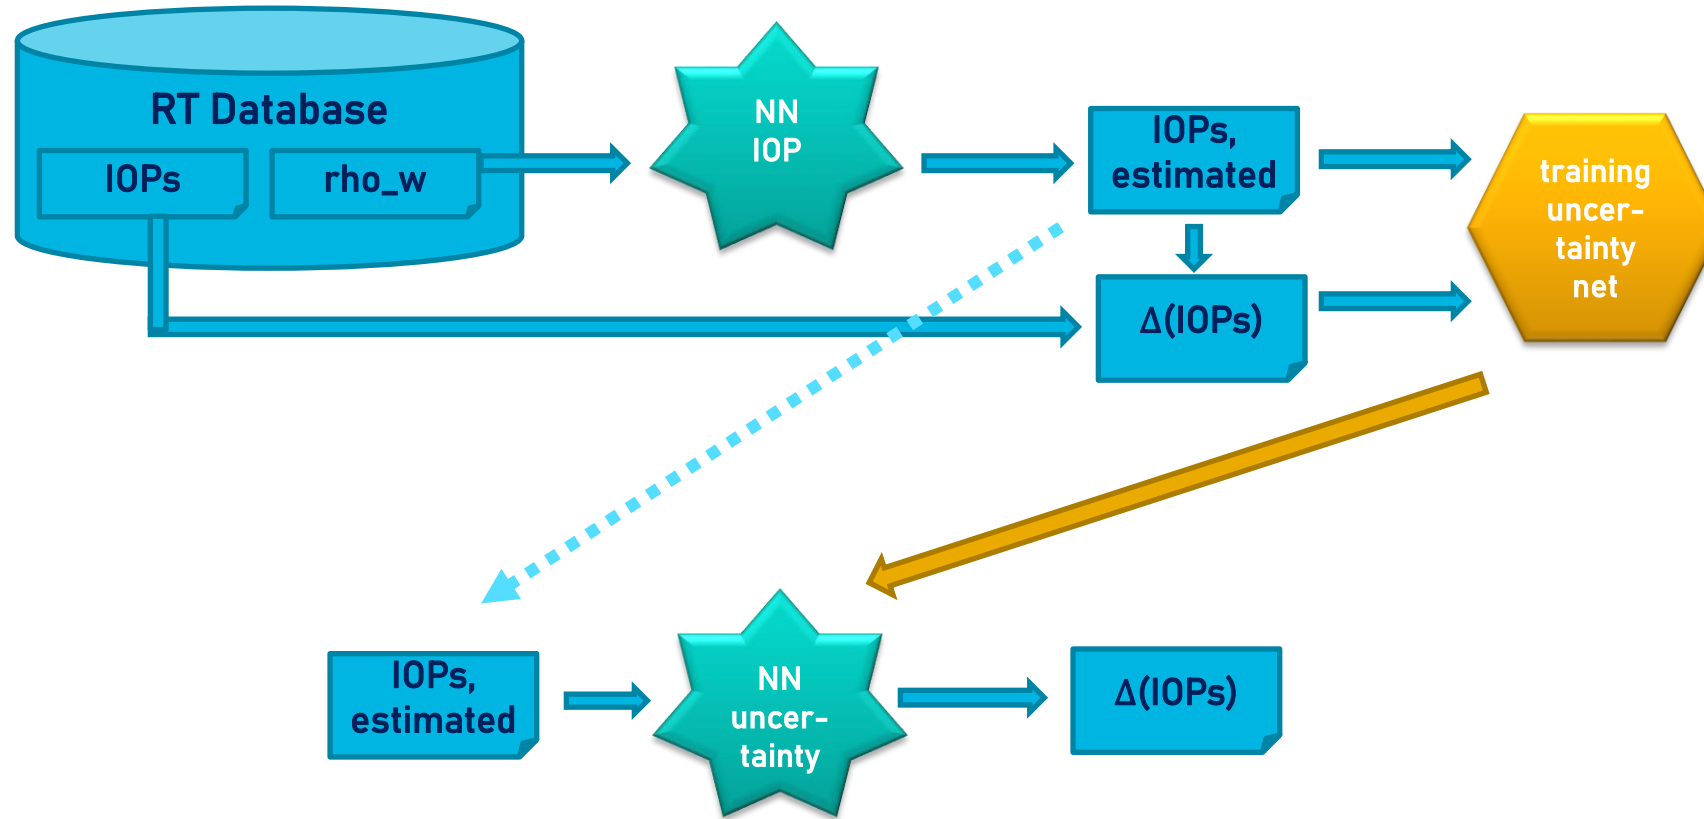 RT Database
IOPs
rho_w
NN
IOP
IOPs,
estimated
Δ(IOPs)
training
uncer-
tainty
net
IOPs,
estimated
NN
uncer-
tainty
Δ(IOPs)